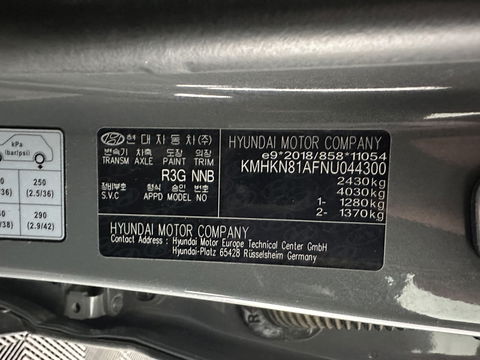 kPa
(bar/psi)
250
(2.5/36)
290
(2.9/42)
/36)
/39)
현대자동차(주)
변속기 차축 도장
TRANSM AXLE PAINT TRIM
R3G NNB
장비부호 형식 승인 번호
S.V.C APPD MODEL NO
HYUNDAI MOTOR COMPANY
e9*2018/858*11054
KMHKN81AFNU044300
2430kg
4030kg
1- 1280kg
2- 1370kg
HYUNDAI MOTOR COMPANY
Contact Address : Hyundai Motor Europe Technical Center GmbH
Hyundai-Platz 65428 Rüsselsheim Germany